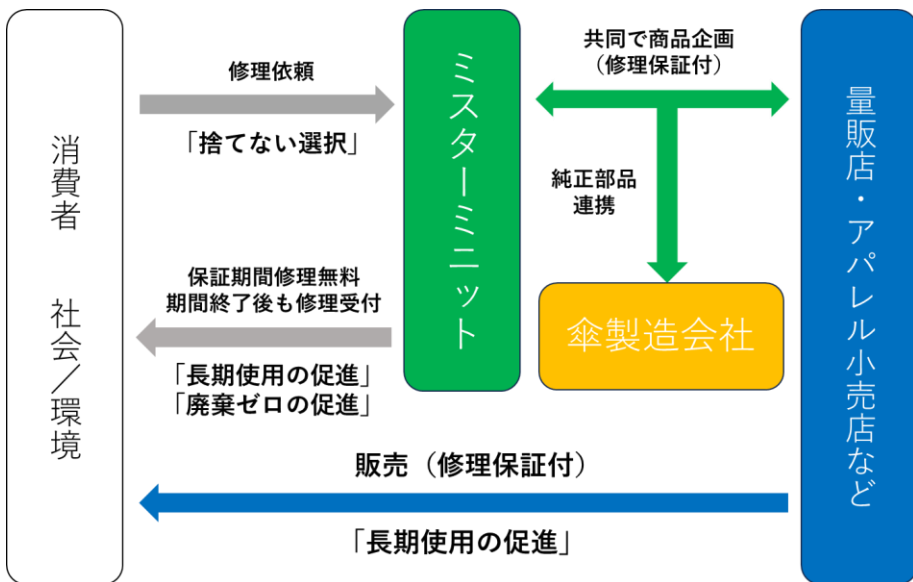 消費者　社会／環境
修理依頼
「捨てない選択」
保証期間修理無料
期間終了後も修理受付
「長期使用の促進」
「廃棄ゼロの促進」
ミスターミニット
共同で商品企画
（修理保証付）
純正部品
連携
傘製造会社
量販店・アパレル小売店など
販売（修理保証付）
「長期使用の促進」